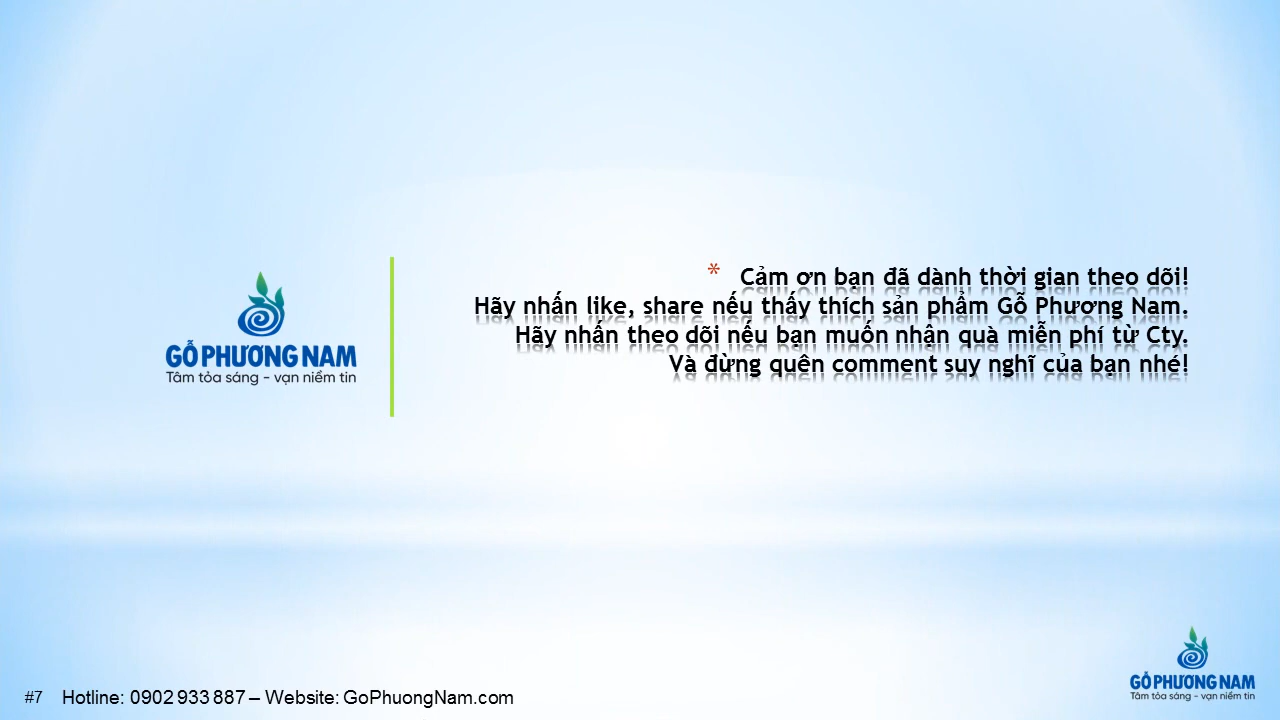 GỖ PHƯƠNG NAM
Tâm tỏa sáng - vạn niềm tin
* Cảm ơn bạn đã dành thời gian theo dõi!
Hãy nhấn like, share nếu thấy thích sản phẩm Gỗ Phương Nam.
Hãy nhấn theo dõi nếu bạn muốn nhận quà miễn phí từ Cty.
Và đừng quên comment suy nghĩ của bạn nhé!
#7 Hotline: 0902 933 887 – Website: GoPhuongNam.com
GỖ PHƯƠNG NAM
Tâm tỏa sáng - vạn niềm tin